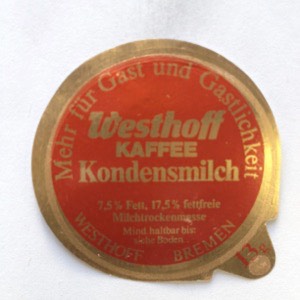 Mehr für Gast und Gastlichkeit
Westhoff
KAFFEE
Kondensmilch
7,5% Fett, 17,5% fettfreie
Milchtrockenmasse
Mind. haltbar bis:
siehe Boden
WESTHOFF BREMEN